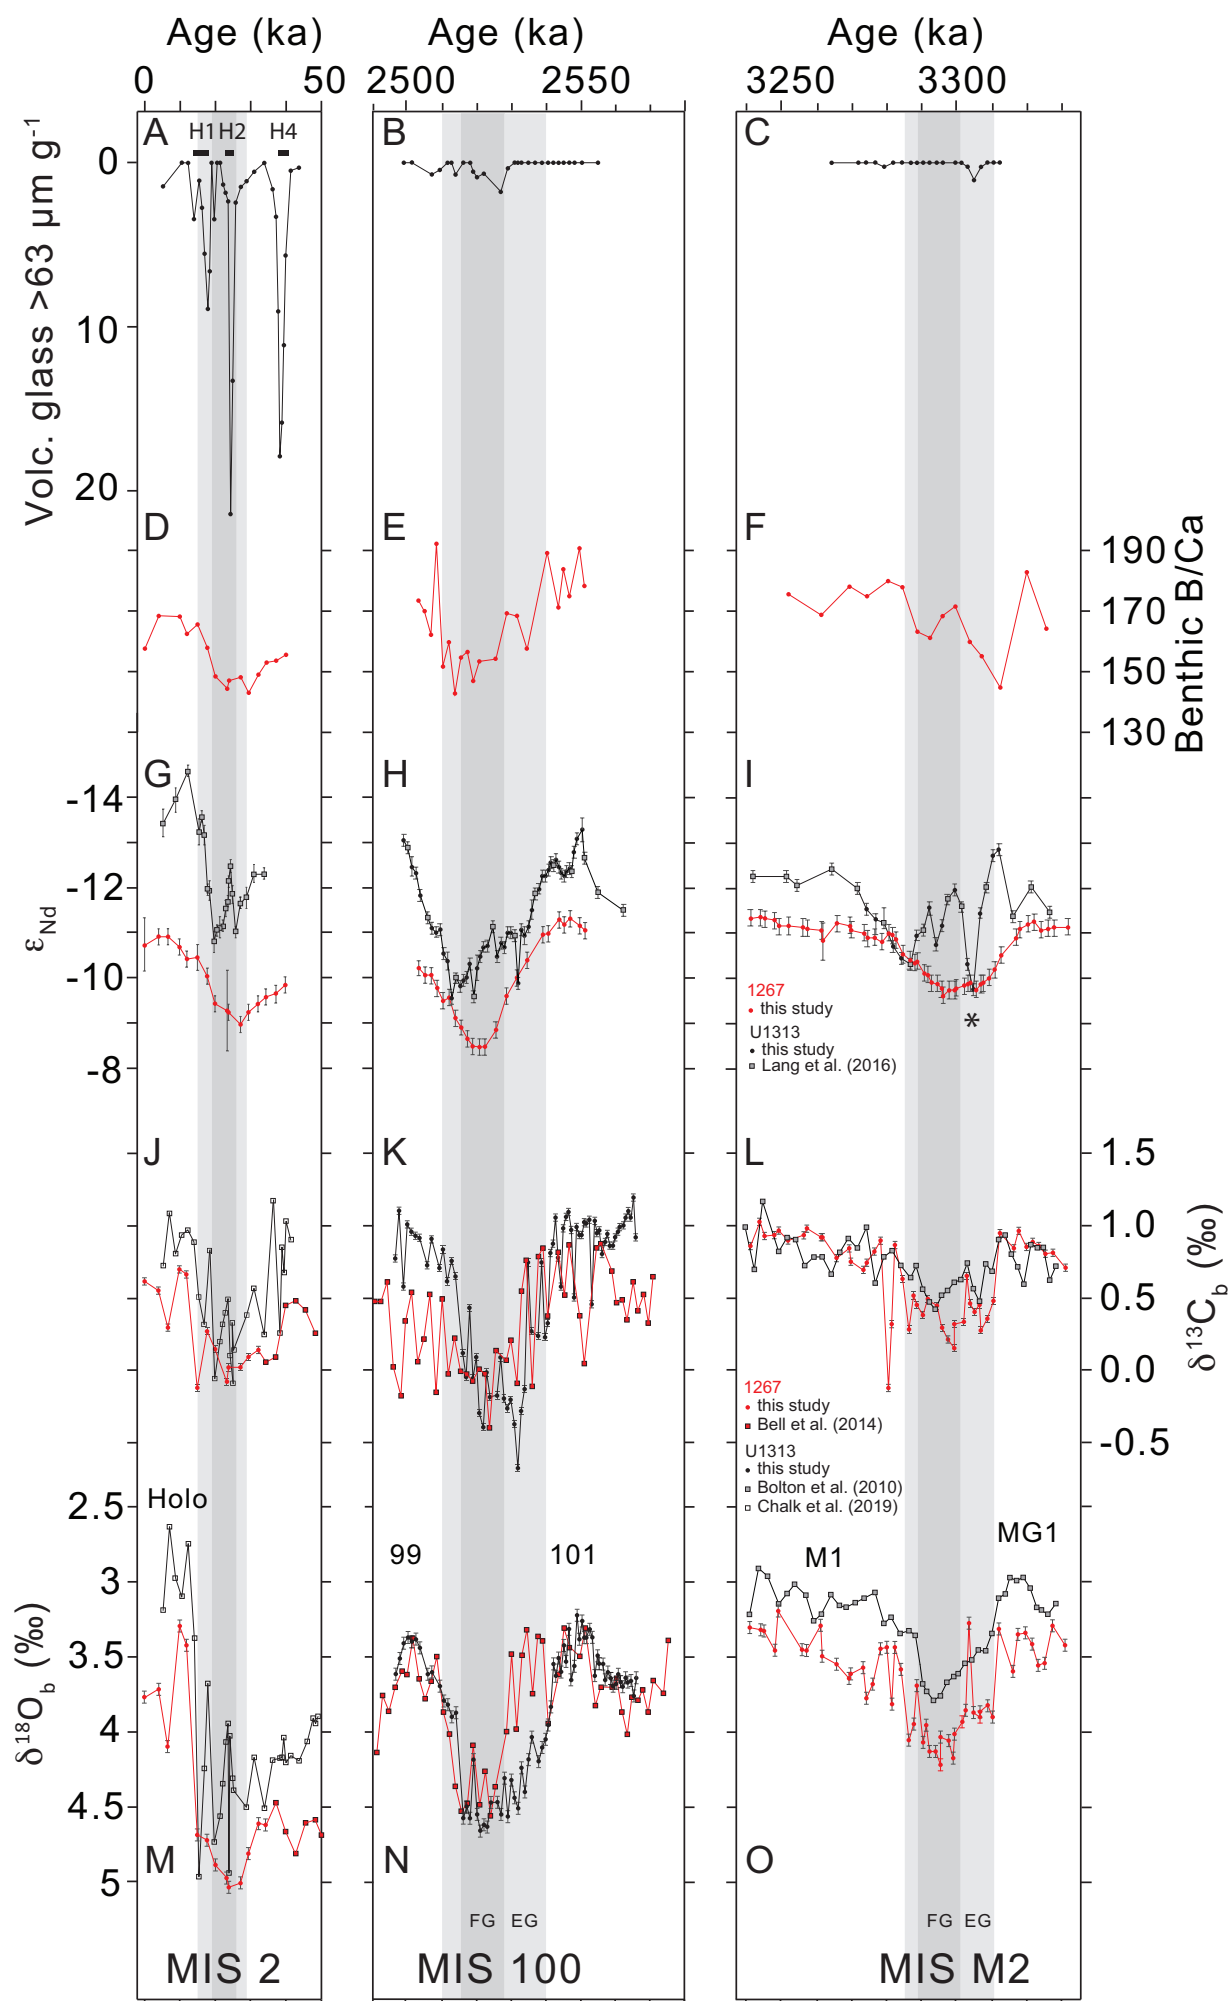 Age (ka)
Age (ka)
Age (ka)
0
50
2500
2550
3250
3300
A
H1
H2
H4
B
C
Volc. glass >63 μm g⁻¹
0
10
20
D
E
F
190
170
150
130
Benthic B/Ca
G
H
I
-14
-12
-10
-8
εNd
1267
this study
U1313
this study
Lang et al. (2016)
*
J
K
L
1.5
1.0
0.5
0.0
-0.5
δ¹³Cb (‰)
1267
this study
Bell et al. (2014)
U1313
this study
Bolton et al. (2010)
Chalk et al. (2019)
2.5
3
3.5
4
4.5
5
δ¹⁸Ob (‰)
Holo
99
101
M1
MG1
M
N
O
FG
EG
FG
EG
MIS 2
MIS 100
MIS M2